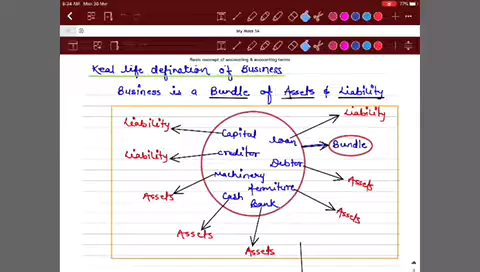 8:34 AM Mon 28 Mar
77%
My Note 54
Basic concept of accounting & accounting terms
Real life definition of Business
Business is a Bundle of Assets & Liability
Liability
Liability
Capital
loan
Bundle
Liability
creditor
Debtor
Machinery
Assets
Assets
furniture
Cash
Bank
Assets
Assets
Assets